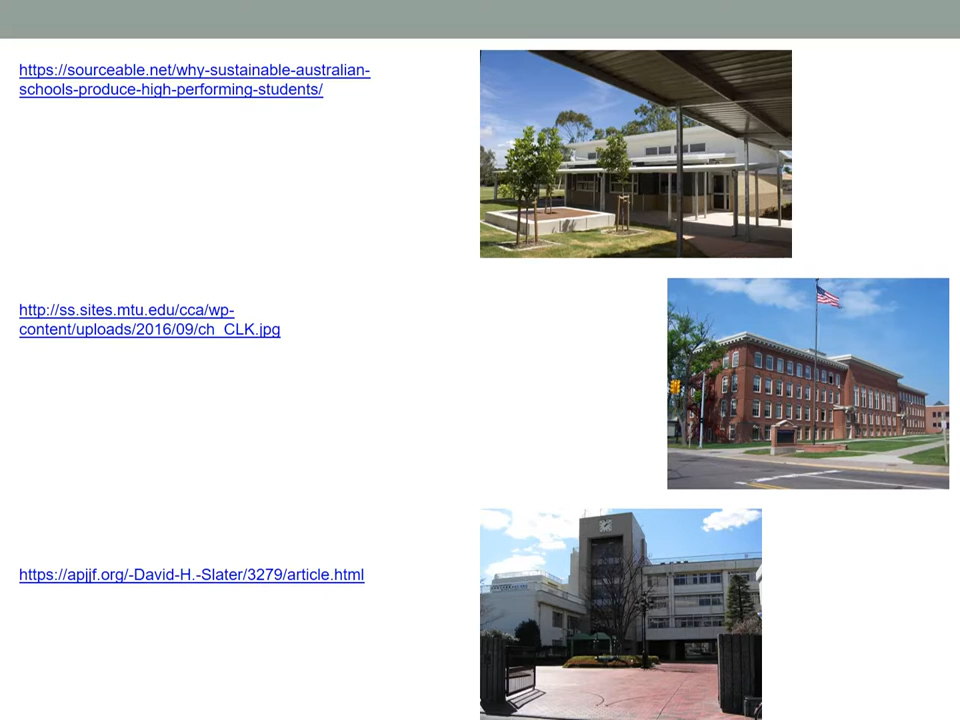 https://sourceable.net/why-sustainable-australian-
schools-produce-high-performing-students/
http://ss.sites.mtu.edu/cca/wp-
content/uploads/2016/09/ch_CLK.jpg
https://apjjf.org/-David-H.-Slater/3279/article.html